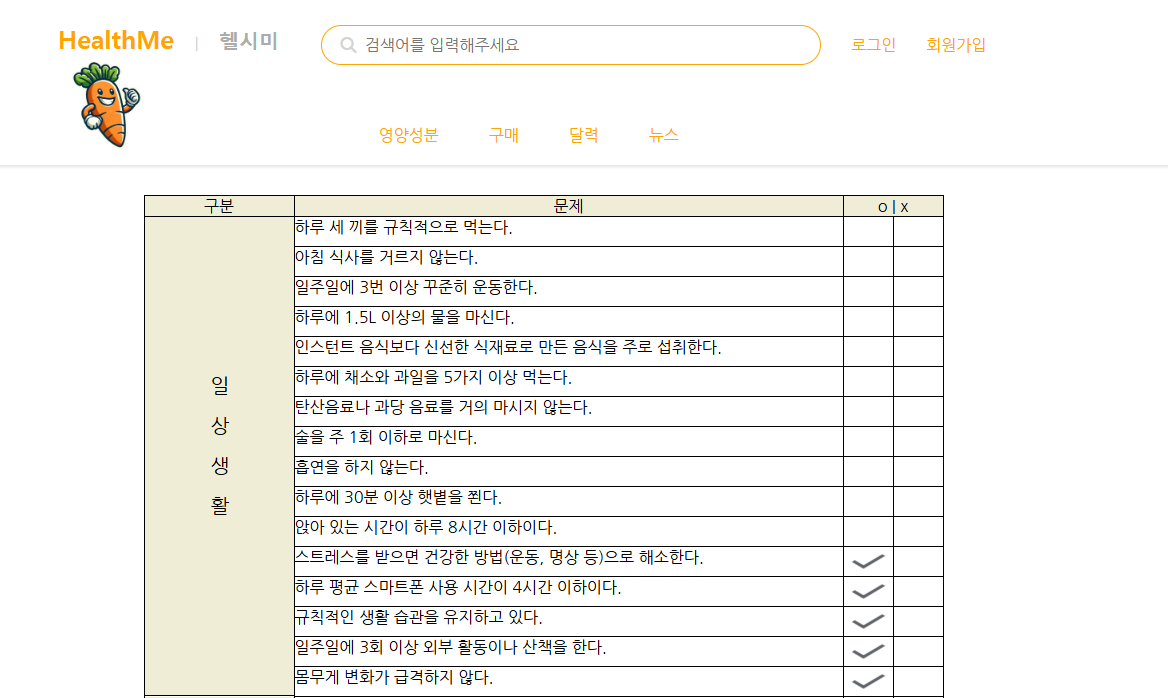 HealthMe | 헬시미
검색어를 입력해주세요
로그인 회원가입
영양성분 구매 달력 뉴스
구분 문제 o | x
일
상
생
활
하루 세 끼를 규칙적으로 먹는다.
아침 식사를 거르지 않는다.
일주일에 3번 이상 꾸준히 운동한다.
하루에 1.5L 이상의 물을 마신다.
인스턴트 음식보다 신선한 식재료로 만든 음식을 주로 섭취한다.
하루에 채소와 과일을 5가지 이상 먹는다.
탄산음료나 과당 음료를 거의 마시지 않는다.
술을 주 1회 이하로 마신다.
흡연을 하지 않는다.
하루에 30분 이상 햇볕을 쬔다.
앉아 있는 시간이 하루 8시간 이하이다.
스트레스를 받으면 건강한 방법(운동, 명상 등)으로 해소한다.
하루 평균 스마트폰 사용 시간이 4시간 이하이다.
규칙적인 생활 습관을 유지하고 있다.
일주일에 3회 이상 외부 활동이나 산책을 한다.
몸무게 변화가 급격하지 않다.